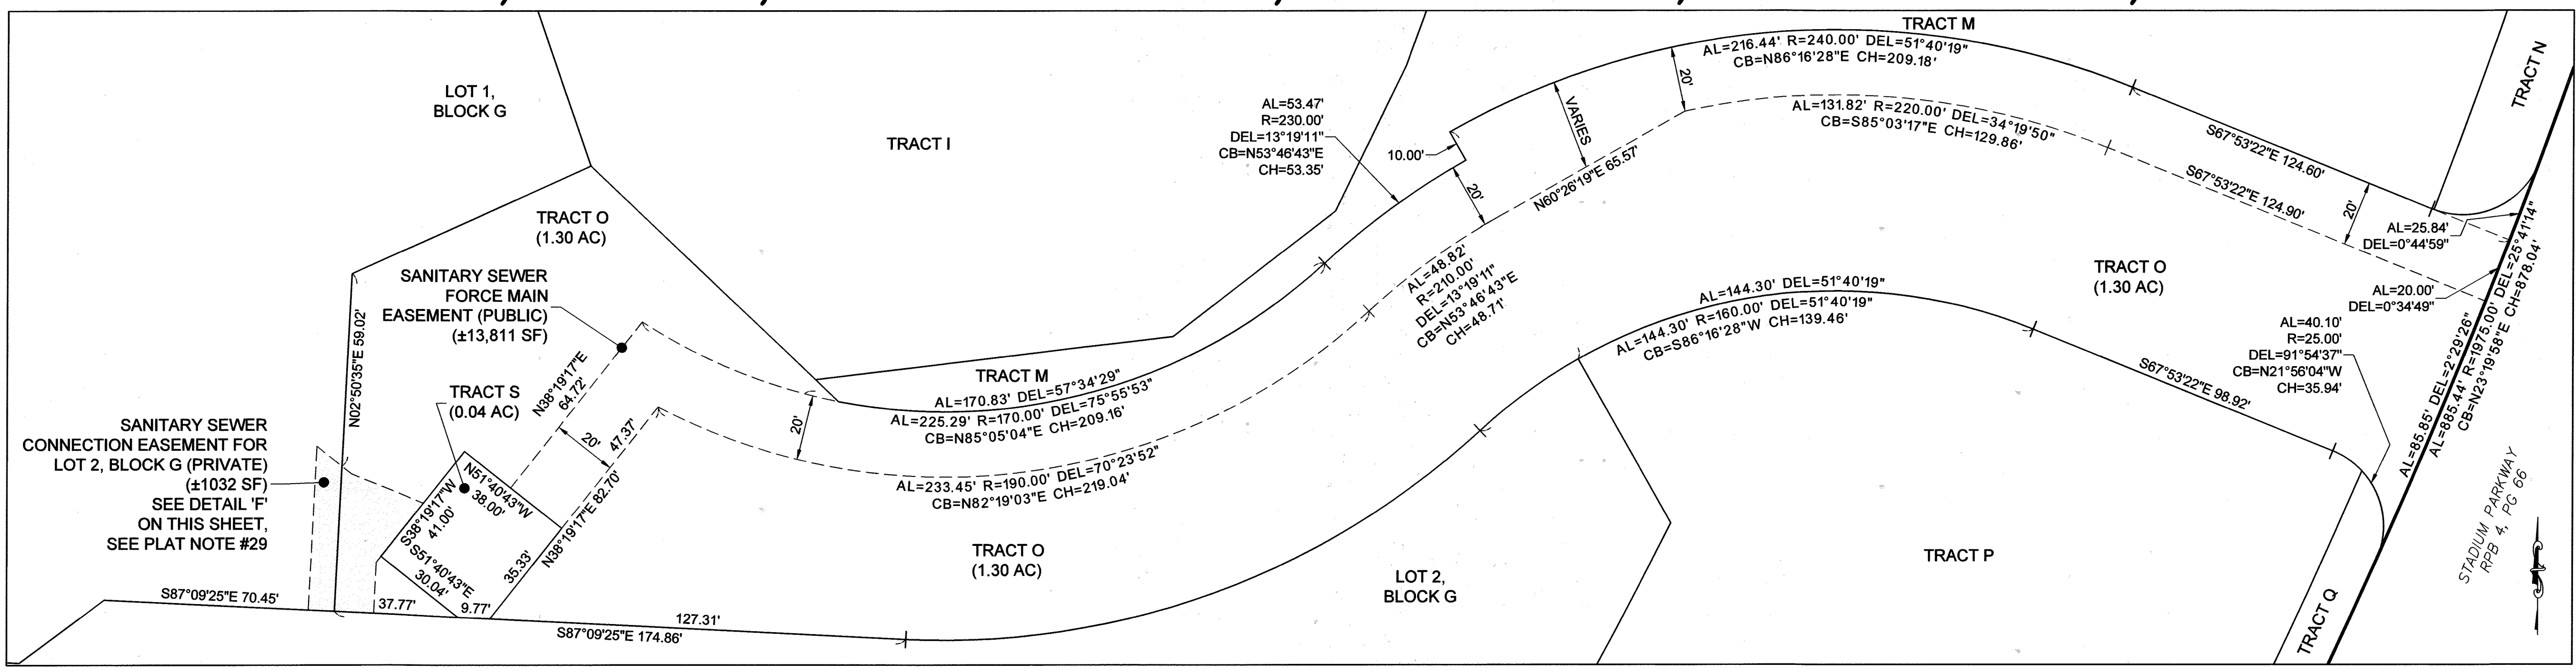 TRACT M
AL=216.44' R=240.00' DEL=51°40'19"
CB=N86°16'28"E CH=209.18'
TRACT N
LOT 1,
BLOCK G
TRACT I
AL=53.47'
R=230.00'
DEL=13°19'11"
CB=N53°46'43"E
CH=53.35'
10.00'
VARIES
20'
AL=131.82' R=220.00' DEL=34°19'50"
CB=S85°03'17"E CH=129.86'
S67°53'22"E 124.60'
S67°53'22"E 124.90'
20'
N60°26'19"E 65.57'
20'
TRACT O
(1.30 AC)
AL=25.84'
DEL=0°44'59"
TRACT O
(1.30 AC)
AL=20.00'
DEL=0°34'49"
SANITARY SEWER
FORCE MAIN
EASEMENT (PUBLIC)
(±13,811 SF)
N02°50'35"E 59.02'
AL=48.82'
R=210.00'
DEL=13°19'11"
CB=N53°46'43"E
CH=48.71'
AL=144.30' DEL=51°40'19"
AL=144.30' R=160.00' DEL=51°40'19"
CB=S86°16'28"W CH=139.46'
AL=40.10'
R=25.00'
DEL=91°54'37"
CB=N21°56'04"W
CH=35.94'
S67°53'22"E 98.92'
AL=85.85' DEL=2°29'26"
AL=885.44' R=1975.00' DEL=25°41'14"
CB=N23°19'58"E CH=878.04'
TRACT M
AL=170.83' DEL=57°34'29"
AL=225.29' R=170.00' DEL=75°55'53"
CB=N85°05'04"E CH=209.16'
N38°19'17"E
64.72'
TRACT S
(0.04 AC)
20'
47.37'
20'
SANITARY SEWER
CONNECTION EASEMENT FOR
LOT 2, BLOCK G (PRIVATE)
(±1032 SF)
SEE DETAIL 'F'
ON THIS SHEET,
SEE PLAT NOTE #29
N51°40'43"W
38.00'
S38°19'17"W
41.00'
S51°40'43"E
30.04'
35.33'
N38°19'17"E 82.70'
AL=233.45' R=190.00' DEL=70°23'52"
CB=N82°19'03"E CH=219.04'
STADIUM PARKWAY
RPB 4, PG 66
TRACT O
(1.30 AC)
TRACT P
LOT 2,
BLOCK G
TRACT Q
S87°09'25"E 70.45'
37.77'
9.77'
127.31'
S87°09'25"E 174.86'